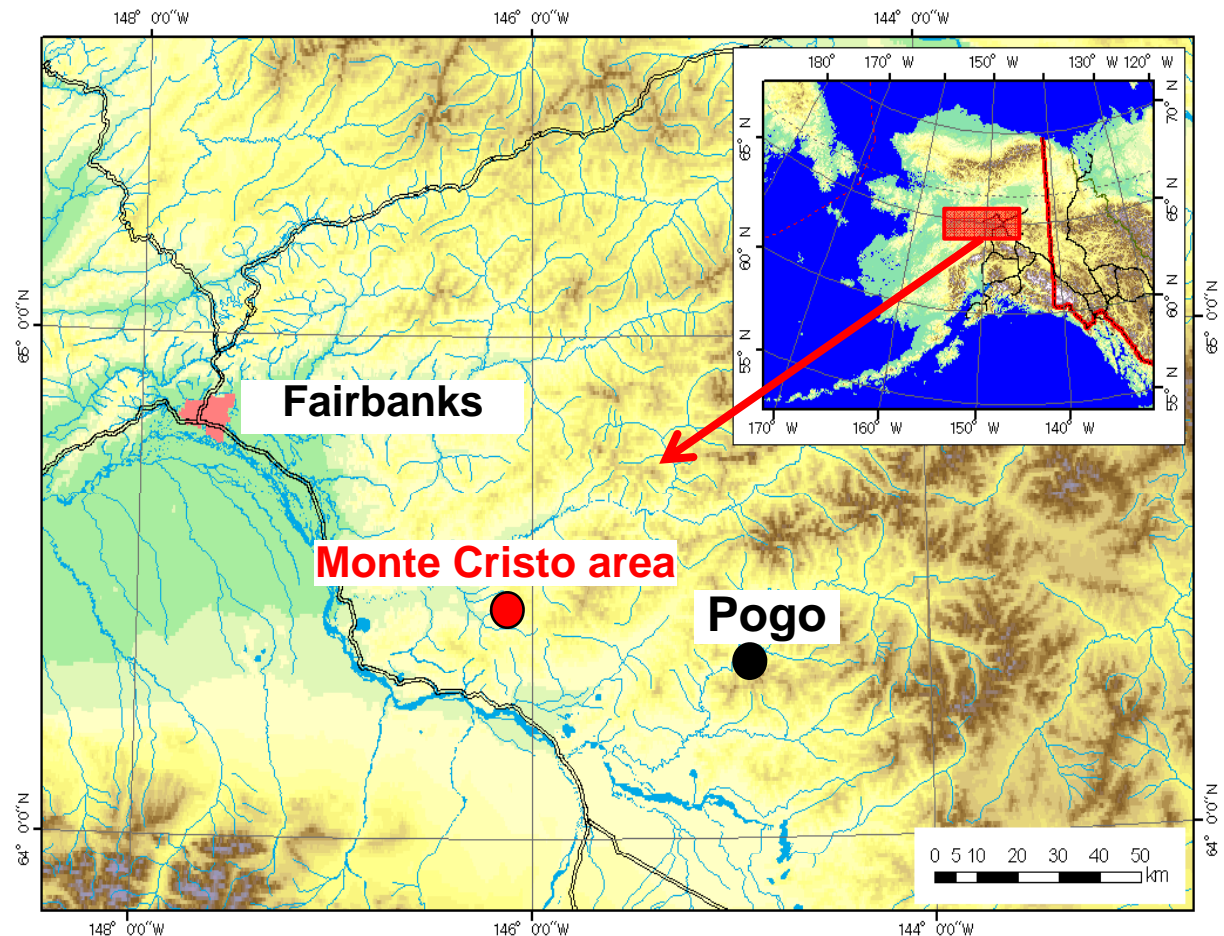 148° 0'0"W 146° 0'0"W 144° 0'0"W
180° 170° W 150° W 130° W 120° W
70° N
65° N
65° N
60° N
60° N
55° N
55° N
170° W 160° W 150° W 140° W
65° 0'0"N
65° 0'0"N
Fairbanks
Monte Cristo area
Pogo
64° 0'0"N
64° 0'0"N
0 5 10 20 30 40 50
km
148° 0'0"W 146° 0'0"W 144° 0'0"W